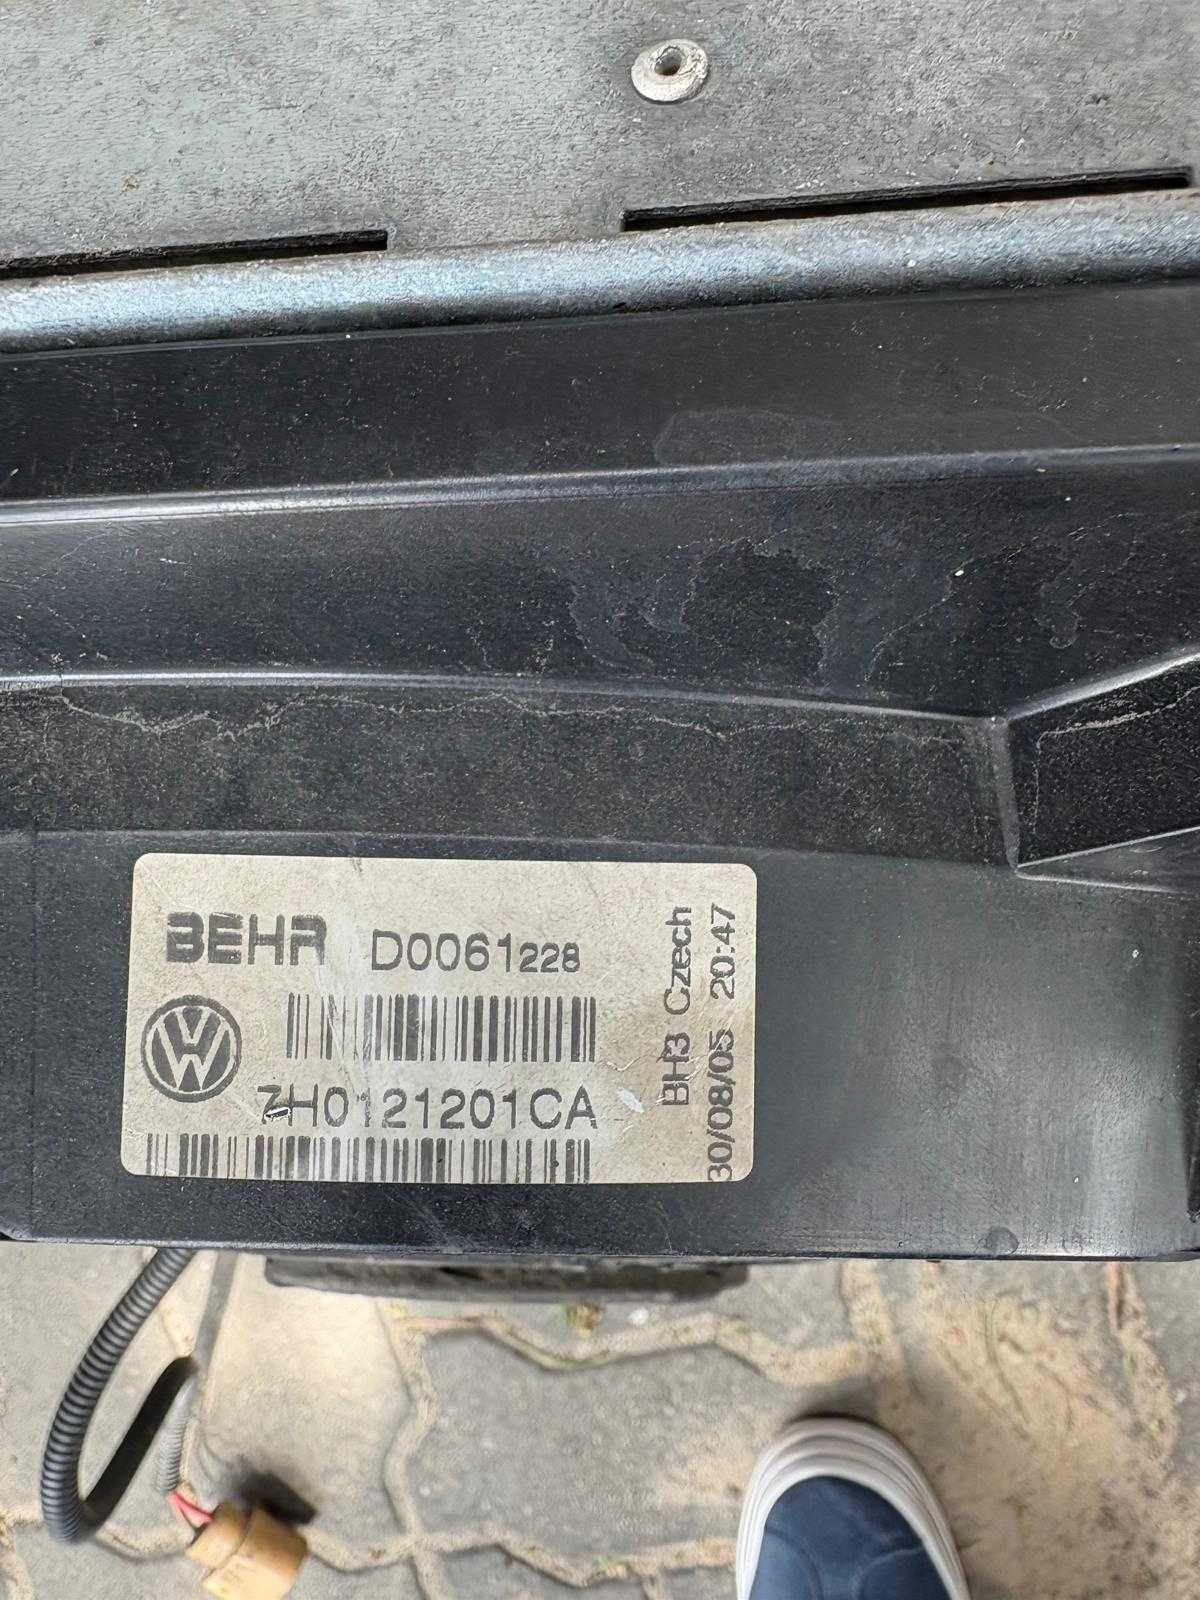 BEHR D0061228
7H0121201CA
BH3 Czech
30/08/05 20:47